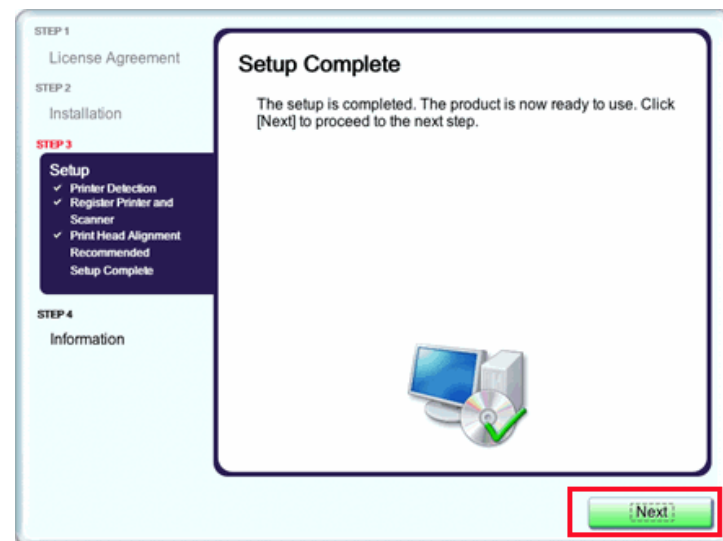 STEP 1
License Agreement
STEP 2
Installation
STEP 3
Setup
✓ Printer Detection
✓ Register Printer and
Scanner
✓ Print Head Alignment
Recommended
Setup Complete
STEP 4
Information
Setup Complete
The setup is completed. The product is now ready to use. Click
[Next] to proceed to the next step.
Next